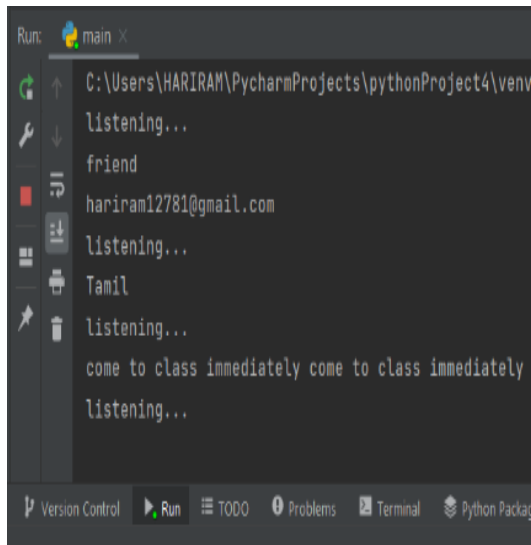 Run: main
C:\Users\HARIRAM\PycharmProjects\pythonProject4\venv
listening...
friend
hariram12781@gmail.com
listening...
Tamil
listening...
come to class immediately come to class immediately
listening...
Version Control Run TODO Problems Terminal Python Packag